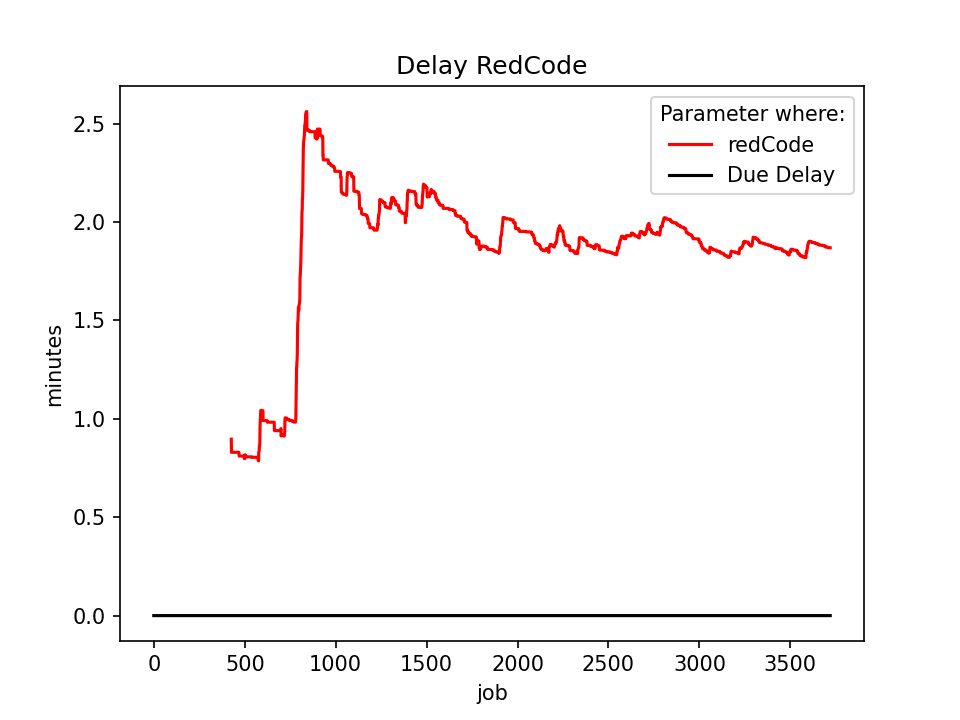 Delay RedCode
Parameter where:
redCode
Due Delay
2.5
2.0
1.5
1.0
0.5
0.0
minutes
0 500 1000 1500 2000 2500 3000 3500
job